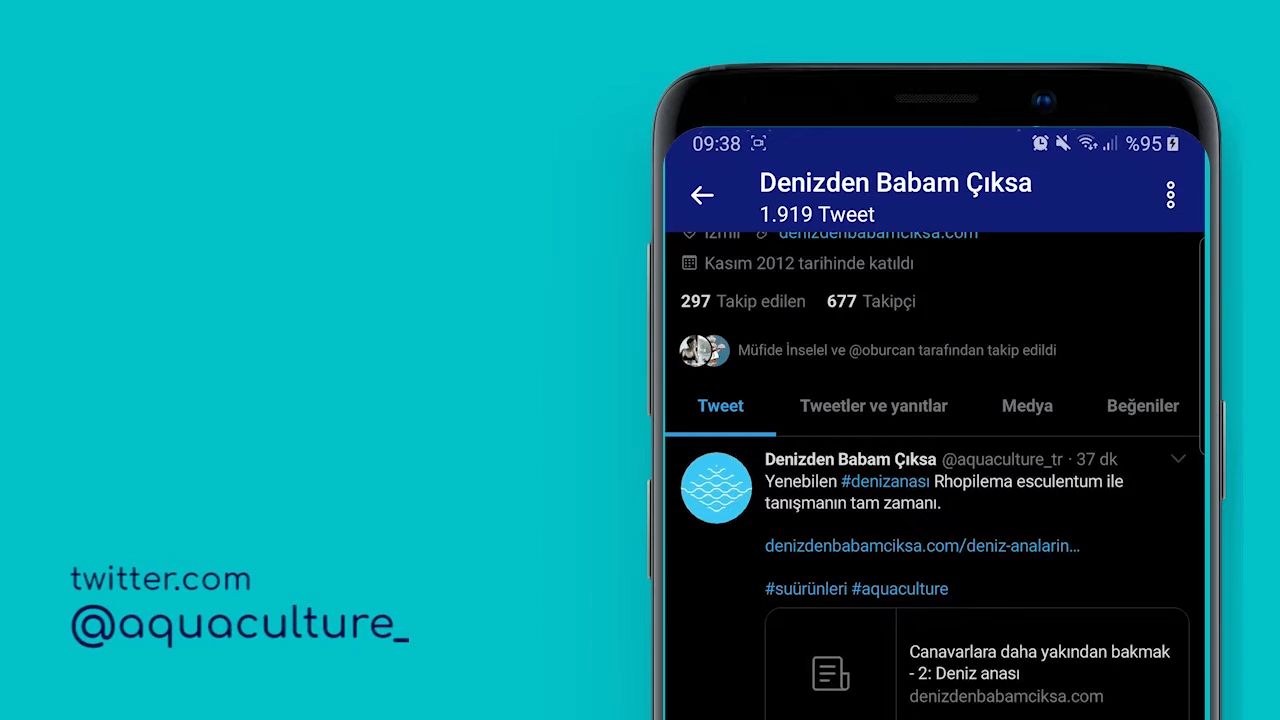 09:38
%95
Denizden Babam Çıksa
1.919 Tweet
İzmir denizdenbabamciksa.com
Kasım 2012 tarihinde katıldı
297 Takip edilen 677 Takipçi
Müfide İnselel ve @oburcan tarafından takip edildi
Tweet Tweetler ve yanıtlar Medya Beğeniler
Denizden Babam Çıksa @aquaculture_tr · 37 dk
Yenebilen #denizanası Rhopilema esculentum ile
tanışmanın tam zamanı.
denizdenbabamciksa.com/deniz-analarin...
#suürünleri #aquaculture
Canavarlara daha yakından bakmak
- 2: Deniz anası
denizdenbabamciksa.com
twitter.com
@aquaculture_